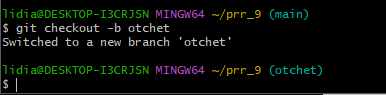 lidia@DESKTOP-I3CRJSN MINGW64 ~/prr_9 (main)
$ git checkout -b otchet
Switched to a new branch 'otchet'
lidia@DESKTOP-I3CRJSN MINGW64 ~/prr_9 (otchet)
$